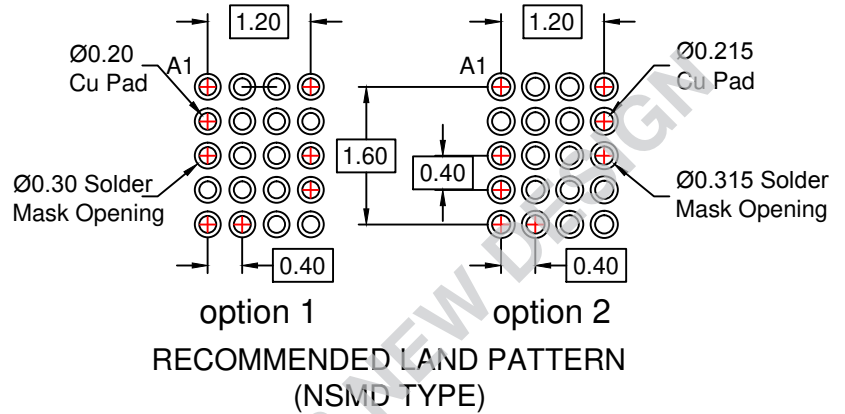 1.20
1.20
Ø0.20
Cu Pad
A1
A1
Ø0.215
Cu Pad
1.60
0.40
Ø0.30 Solder
Mask Opening
Ø0.315 Solder
Mask Opening
0.40
0.40
option 1
option 2
RECOMMENDED LAND PATTERN
(NSMD TYPE)
NEW DESIGN